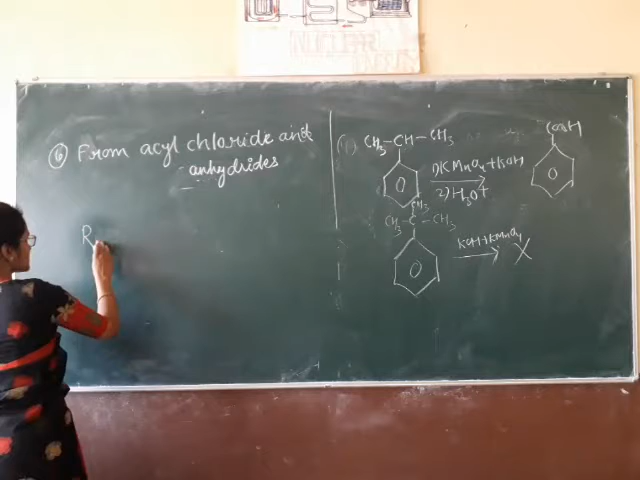 ⑥ From acyl chloride and
anhydrides
R
CH3-CH-CH3
1)KMnO4+KOH
2)H3O+
COOH
CH3
CH3-C-CH3
KOH+KMnO4
X